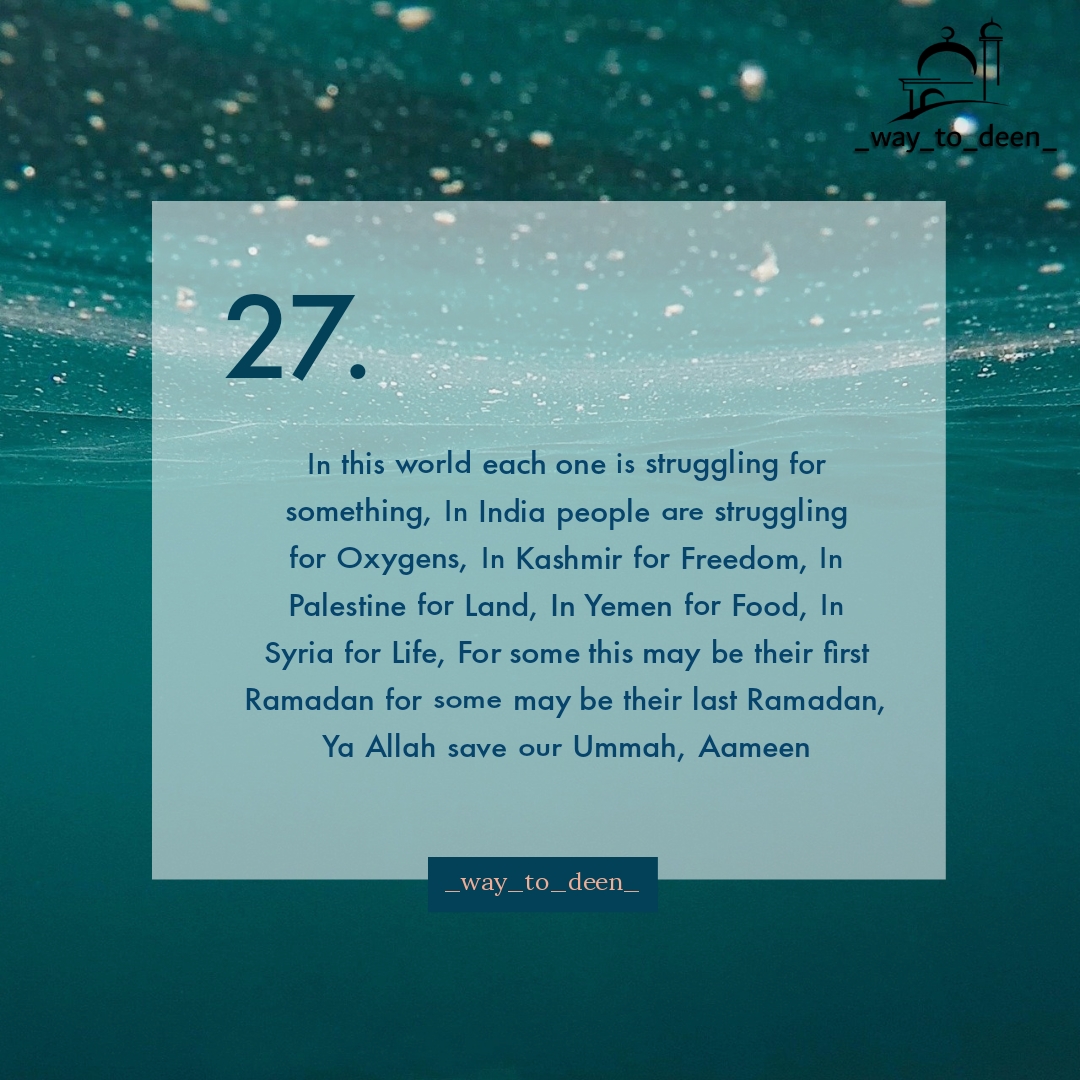 _way_to_deen_
27.
In this world each one is struggling for
something, In India people are struggling
for Oxygens, In Kashmir for Freedom, In
Palestine for Land, In Yemen for Food, In
Syria for Life, For some this may be their first
Ramadan for some may be their last Ramadan,
Ya Allah save our Ummah, Aameen
_way_to_deen_